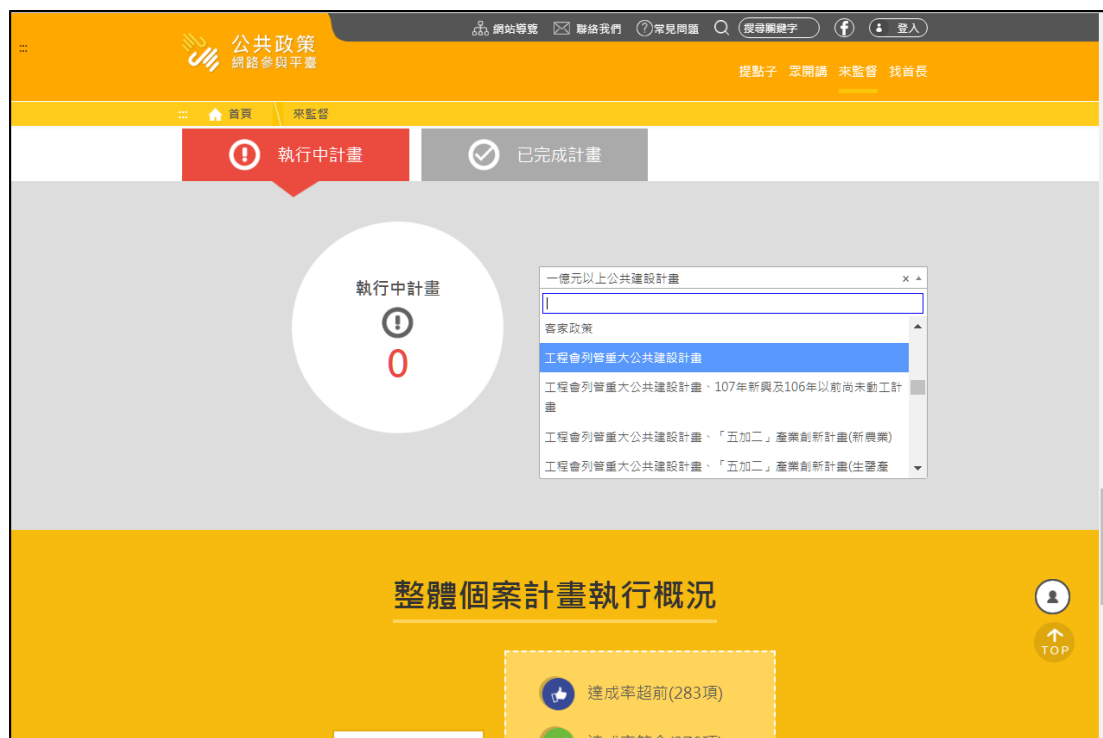 網站導覽 聯絡我們 常見問題 搜尋關鍵字 登入
公共政策
網路參與平臺
提點子 眾開講 來監督 找首長
首頁 來監督
執行中計畫 已完成計畫
執行中計畫
0
一億元以上公共建設計畫
客家政策
工程會列管重大公共建設計畫
工程會列管重大公共建設計畫、107年新興及106年以前尚未動工計
畫
工程會列管重大公共建設計畫、「五加二」產業創新計畫(新農業)
工程會列管重大公共建設計畫、「五加二」產業創新計畫(生醫產
整體個案計畫執行概況
TOP
達成率超前(283項)